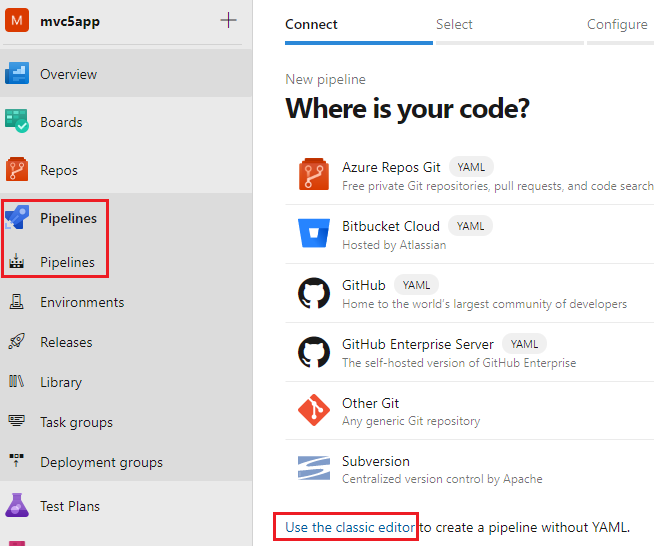 M mvc5app
Overview
Boards
Repos
Pipelines
Pipelines
Environments
Releases
Library
Task groups
Deployment groups
Test Plans
Connect Select Configure
New pipeline
Where is your code?
Azure Repos Git YAML
Free private Git repositories, pull requests, and code search
Bitbucket Cloud YAML
Hosted by Atlassian
GitHub YAML
Home to the world's largest community of developers
GitHub Enterprise Server YAML
The self-hosted version of GitHub Enterprise
Other Git
Any generic Git repository
Subversion
Centralized version control by Apache
Use the classic editor to create a pipeline without YAML.